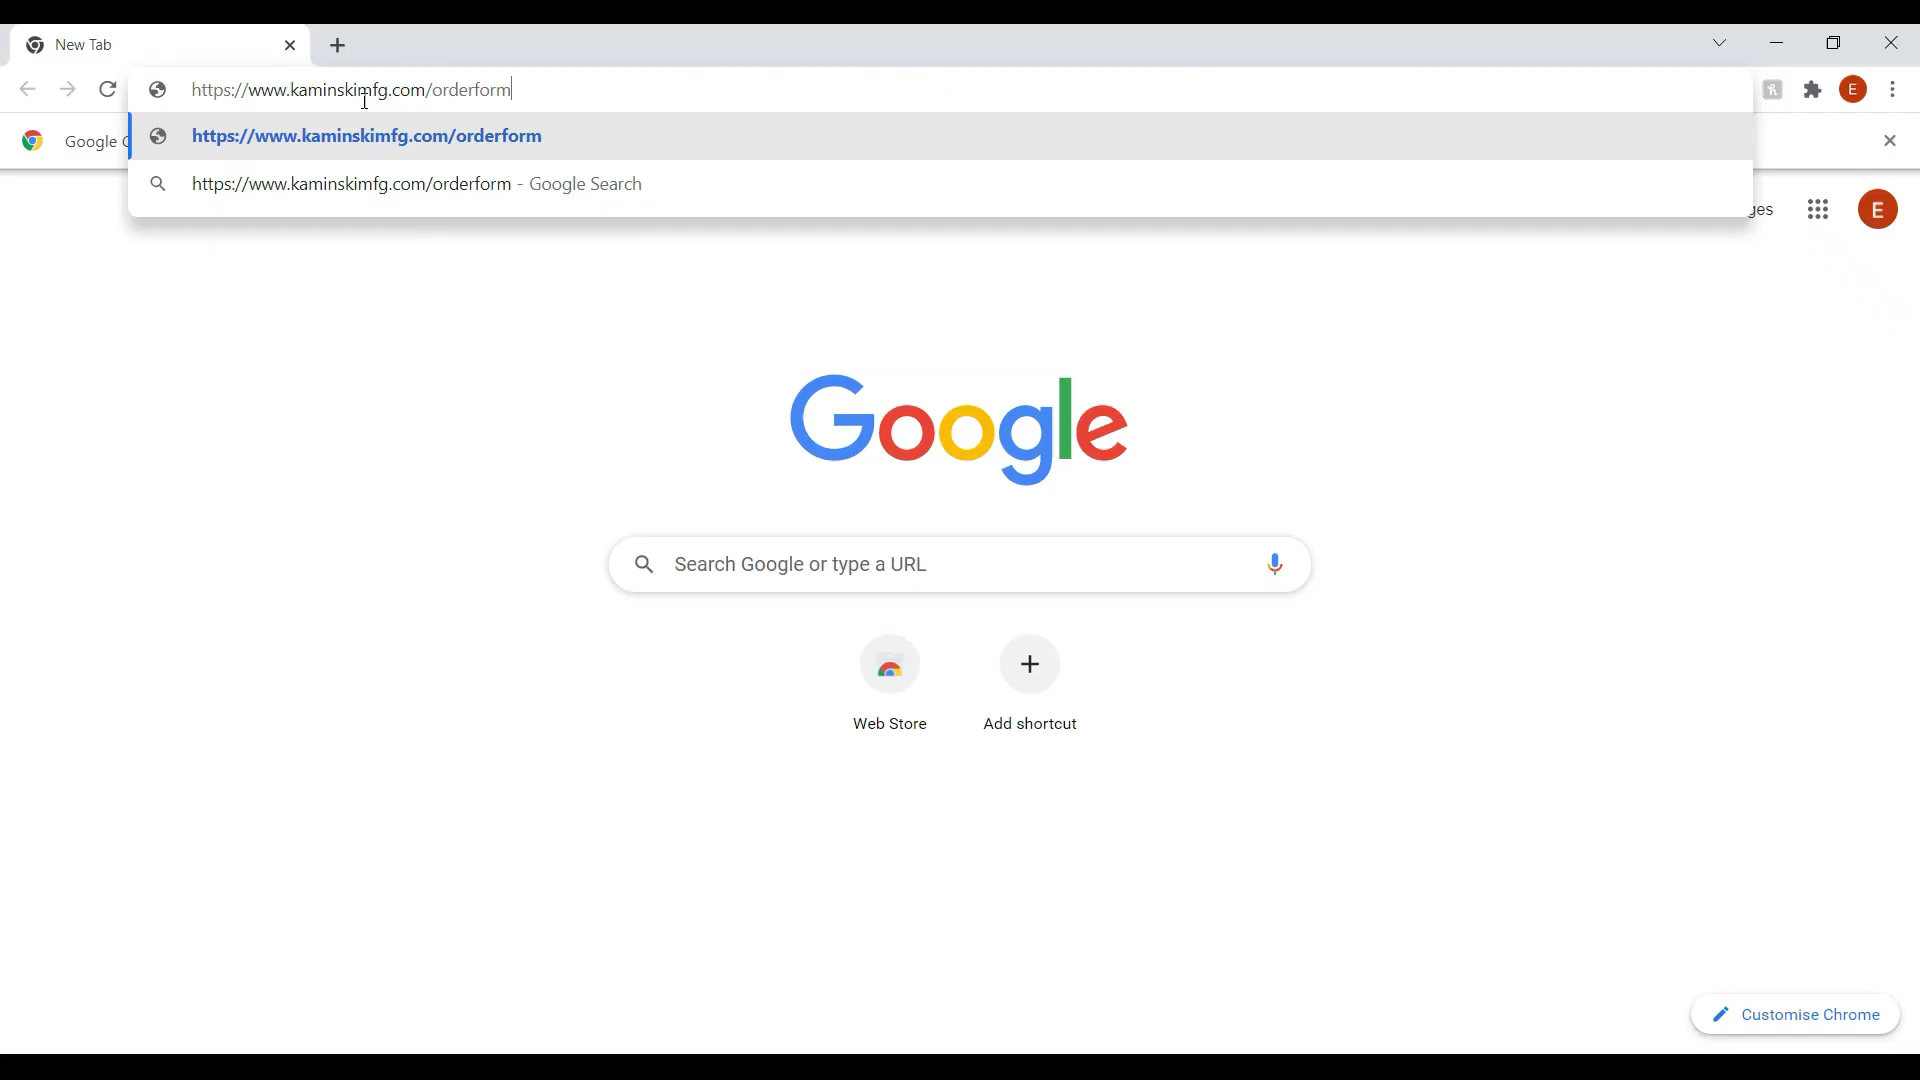 New Tab
https://www.kaminskimfg.com/orderform
E
https://www.kaminskimfg.com/orderform
Google
https://www.kaminskimfg.com/orderform - Google Search
E
Google
Search Google or type a URL
Web Store
Add shortcut
Customise Chrome